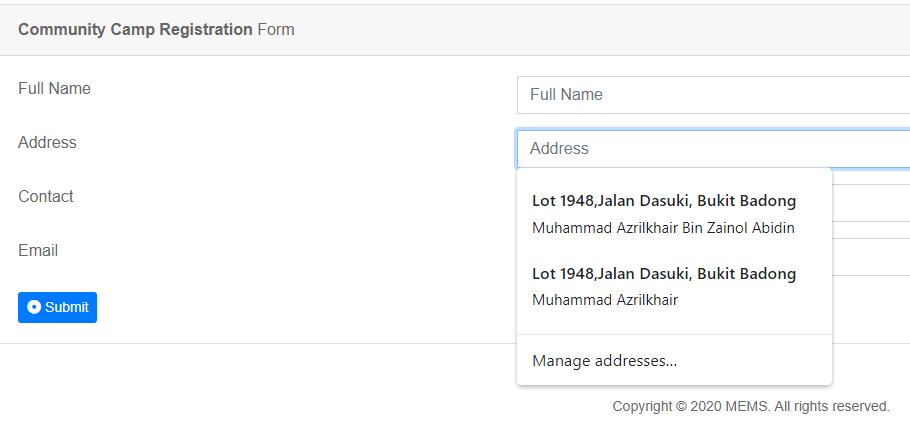 Community Camp Registration Form
Full Name
Full Name
Address
Address
Contact
Lot 1948,Jalan Dasuki, Bukit Badong
Muhammad Azrilkhair Bin Zainol Abidin
Email
Lot 1948,Jalan Dasuki, Bukit Badong
Muhammad Azrilkhair
Submit
Manage addresses...
Copyright © 2020 MEMS. All rights reserved.